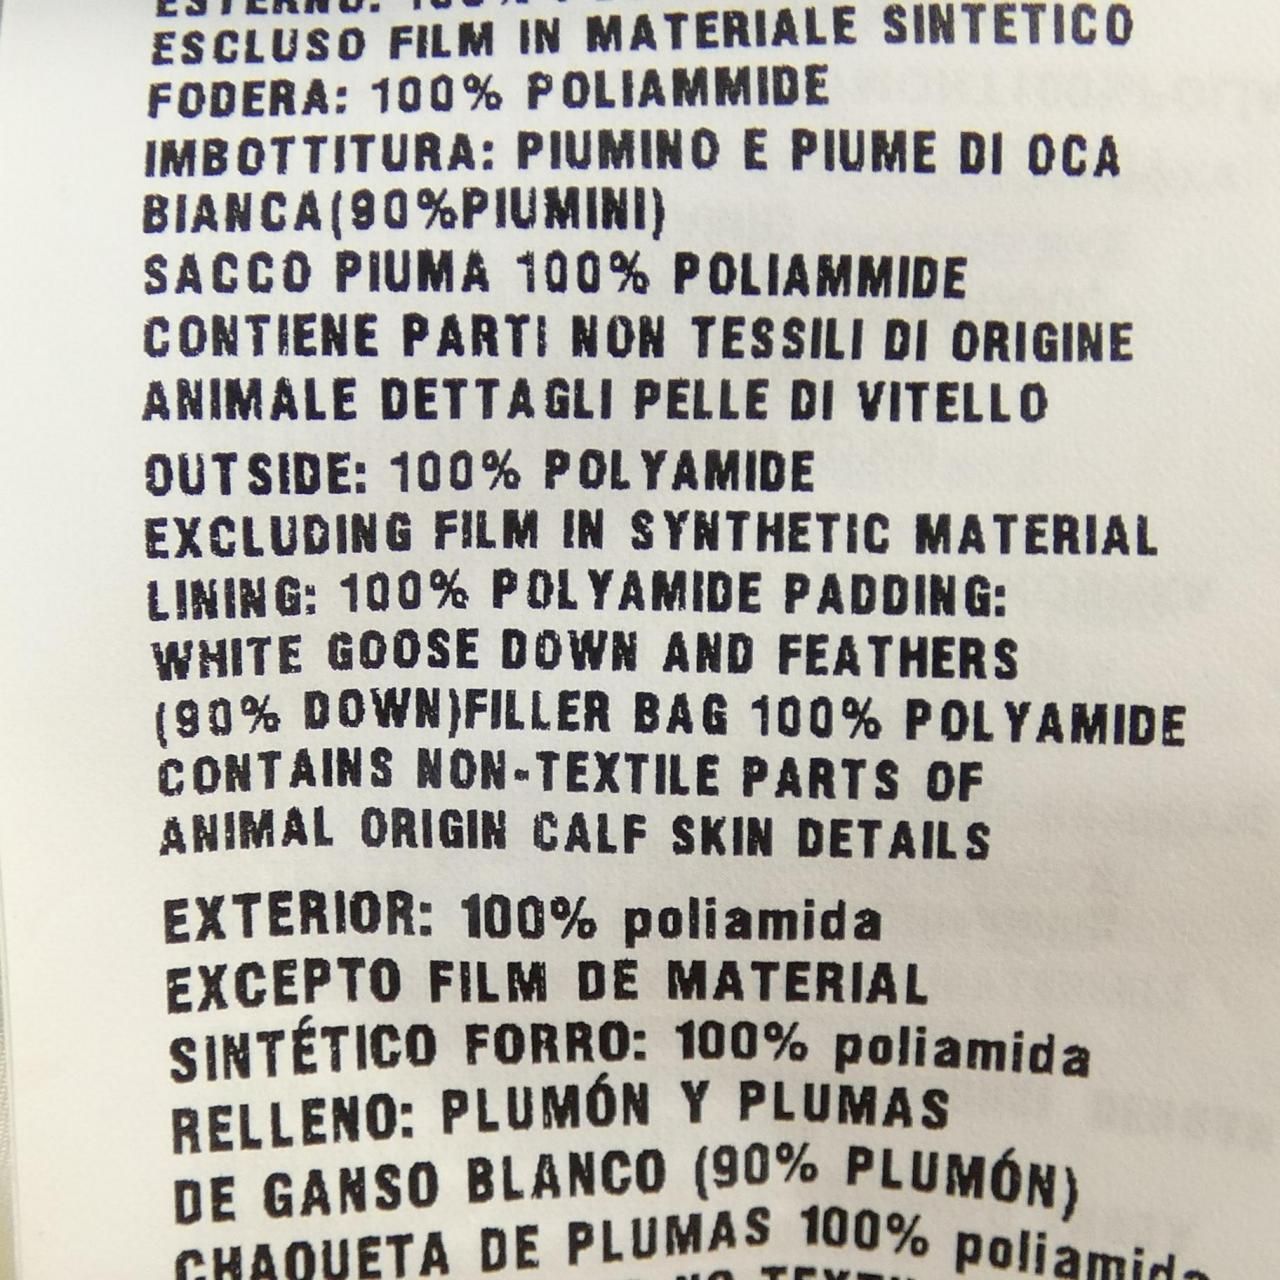 ESTERNO: 100%
ESCLUSO FILM IN MATERIALE SINTETICO
FODERA: 100% POLIAMMIDE
IMBOTTITURA: PIUMINO E PIUME DI OCA
BIANCA(90%PIUMINI)
SACCO PIUMA 100% POLIAMMIDE
CONTIENE PARTI NON TESSILI DI ORIGINE
ANIMALE DETTAGLI PELLE DI VITELLO
OUTSIDE: 100% POLYAMIDE
EXCLUDING FILM IN SYNTHETIC MATERIAL
LINING: 100% POLYAMIDE PADDING:
WHITE GOOSE DOWN AND FEATHERS
(90% DOWN)FILLER BAG 100% POLYAMIDE
CONTAINS NON-TEXTILE PARTS OF
ANIMAL ORIGIN CALF SKIN DETAILS
EXTERIOR: 100% poliamida
EXCEPTO FILM DE MATERIAL
SINTÉTICO FORRO: 100% poliamida
RELLENO: PLUMÓN Y PLUMAS
DE GANSO BLANCO (90% PLUMÓN)
CHAQUETA DE PLUMAS 100% poliamida